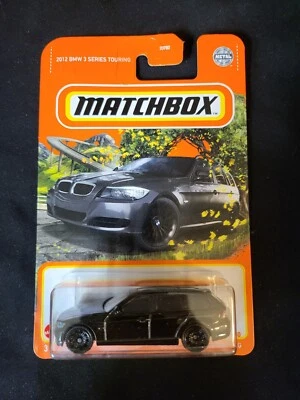 2012 BMW 3 SERIES TOURING
METAL
MATCHBOX